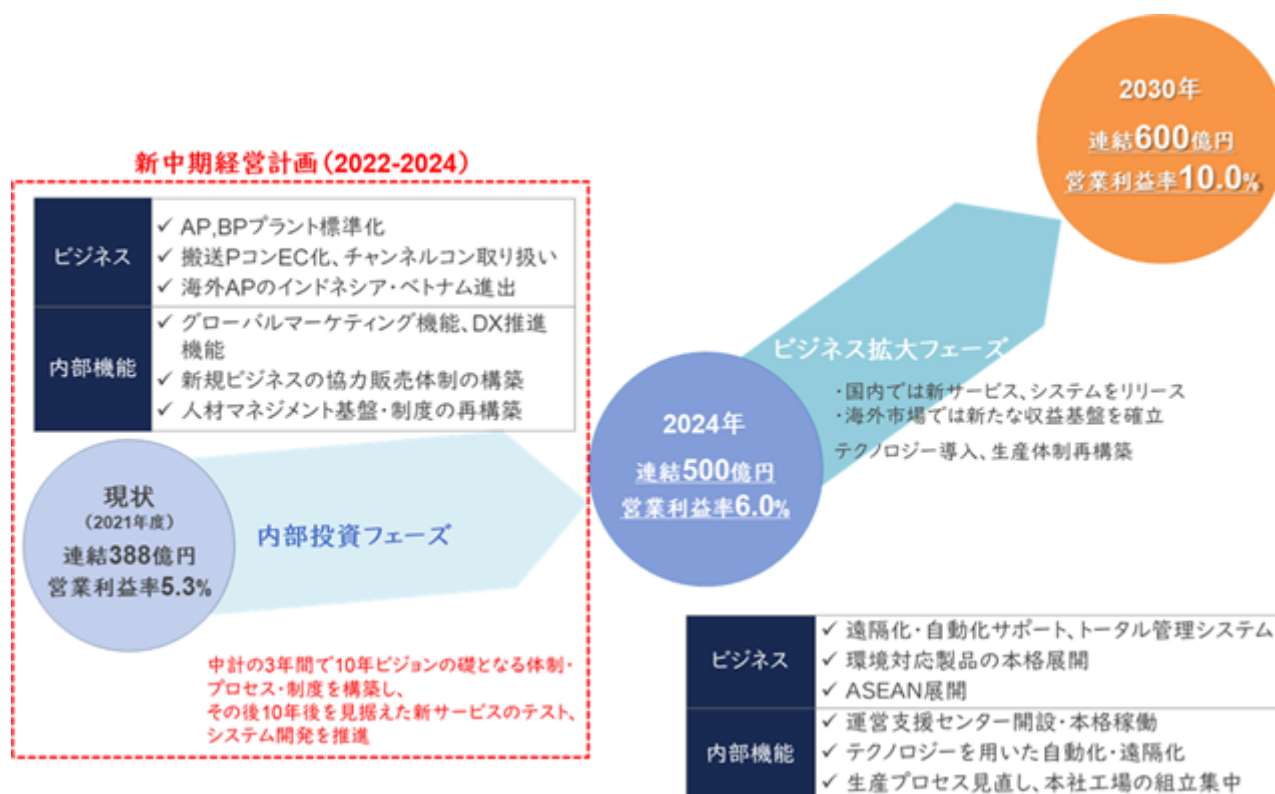 新中期経営計画(2022-2024)
ビジネス
✓ AP,BPプラント標準化
✓ 搬送PコンEC化、チャンネルコン取り扱い
✓ 海外APのインドネシア・ベトナム進出
内部機能
✓ グローバルマーケティング機能、DX推進
機能
✓ 新規ビジネスの協力販売体制の構築
✓ 人材マネジメント基盤・制度の再構築
現状
(2021年度)
連結388億円
営業利益率5.3%
内部投資フェーズ
中計の3年間で10年ビジョンの礎となる体制・
プロセス・制度を構築し、
その後10年後を見据えた新サービスのテスト、
システム開発を推進
2024年
連結500億円
営業利益率6.0%
ビジネス拡大フェーズ
・国内では新サービス、システムをリリース
・海外市場では新たな収益基盤を確立
テクノロジー導入、生産体制再構築
2030年
連結600億円
営業利益率10.0%
ビジネス
✓ 遠隔化・自動化サポート、トータル管理システム
✓ 環境対応製品の本格展開
✓ ASEAN展開
内部機能
✓ 運営支援センター開設・本格稼働
✓ テクノロジーを用いた自動化・遠隔化
✓ 生産プロセス見直し、本社工場の組立集中